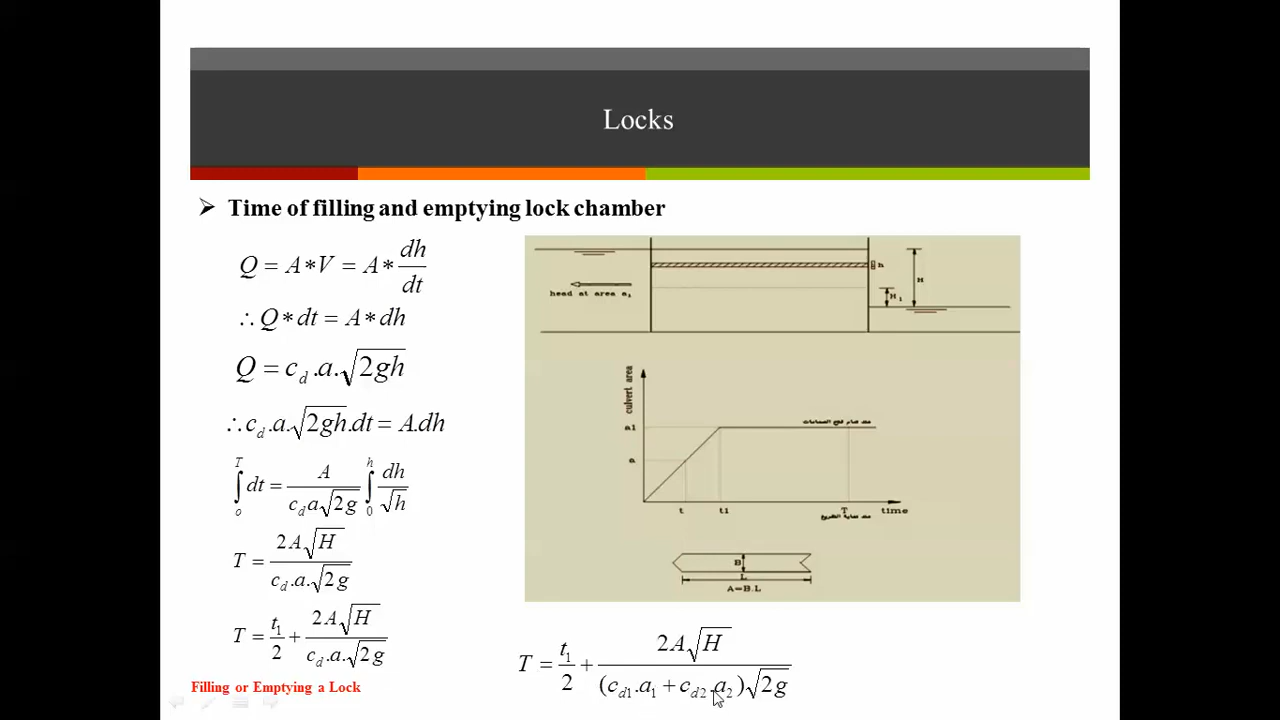 Locks
➢ Time of filling and emptying lock chamber
Q = A*V = A* dh/dt
∴ Q*dt = A*dh
Q = c_d.a.√2gh
∴ c_d.a.√2gh.dt = A.dh
∫_o^T dt = A/(c_d a√2g) ∫_0^h dh/√h
T = 2A√H/(c_d.a.√2g)
T = t_1/2 + 2A√H/(c_d.a.√2g)
Filling or Emptying a Lock
h
H
H_1
head at area a_1
culvert area
a1
a
t
t1
T
time
B
L
A=B.L
T = t_1/2 + 2A√H/((c_d1.a_1 + c_d2.a_2)√2g)